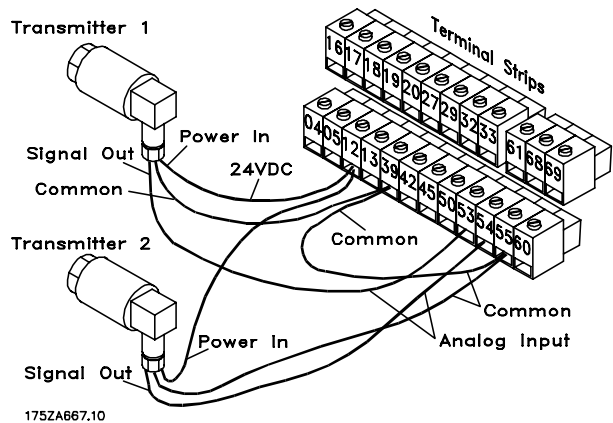 Transmitter 1
Terminal Strips
16 17 18 19 20 27 29 32 33
61 68 69
04 05 12 13 39 42 45 50 53 54 55 60
Power In
Signal Out
24VDC
Common
Transmitter 2
Common
Common
Power In
Analog Input
Signal Out
175ZA667.10